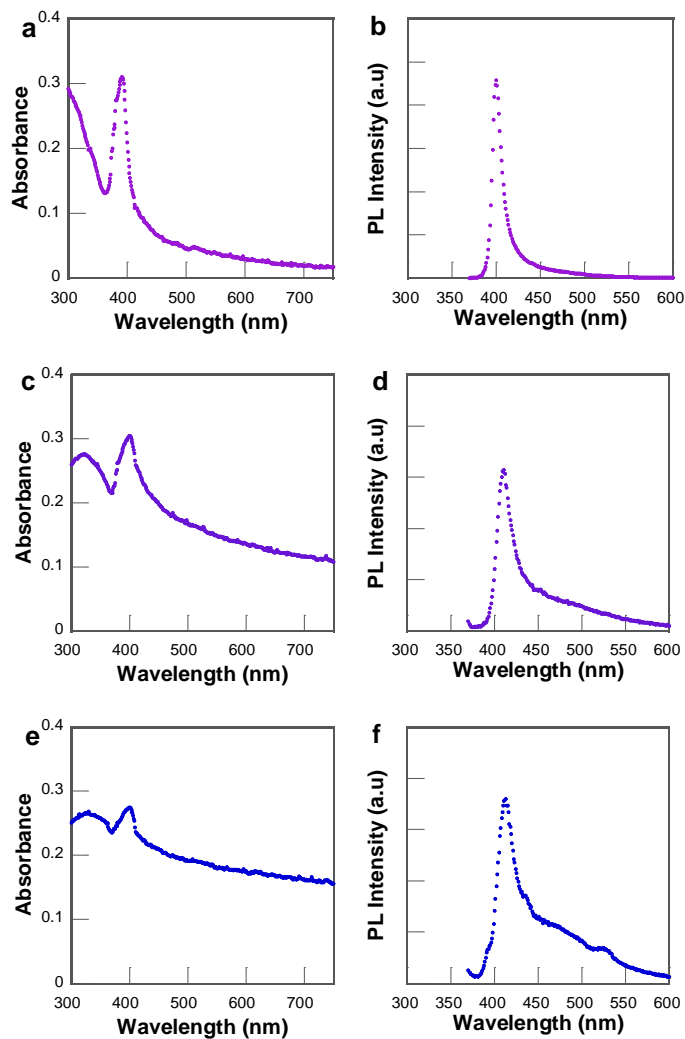 a
0.4
0.3
0.2
0.1
0
Absorbance
300 400 500 600 700
Wavelength (nm)
b
PL Intensity (a.u)
300 350 400 450 500 550 600
Wavelength (nm)
c
0.4
0.3
0.2
0.1
0
Absorbance
300 400 500 600 700
Wavelength (nm)
d
PL Intensity (a.u)
300 350 400 450 500 550 600
Wavelength (nm)
e
0.4
0.3
0.2
0.1
0
Absorbance
300 400 500 600 700
Wavelength (nm)
f
PL Intensity (a.u)
300 350 400 450 500 550 600
Wavelength (nm)